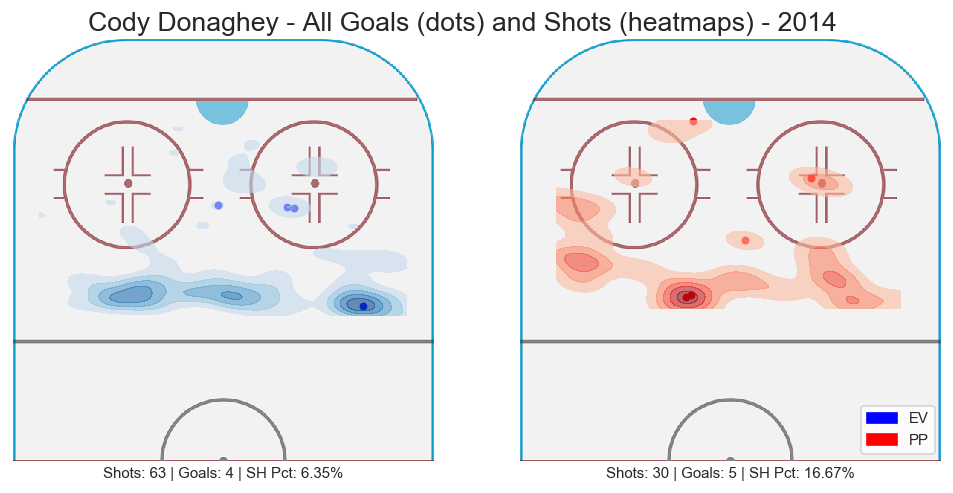 Cody Donaghey - All Goals (dots) and Shots (heatmaps) - 2014
EV
PP
Shots: 63 | Goals: 4 | SH Pct: 6.35%
Shots: 30 | Goals: 5 | SH Pct: 16.67%